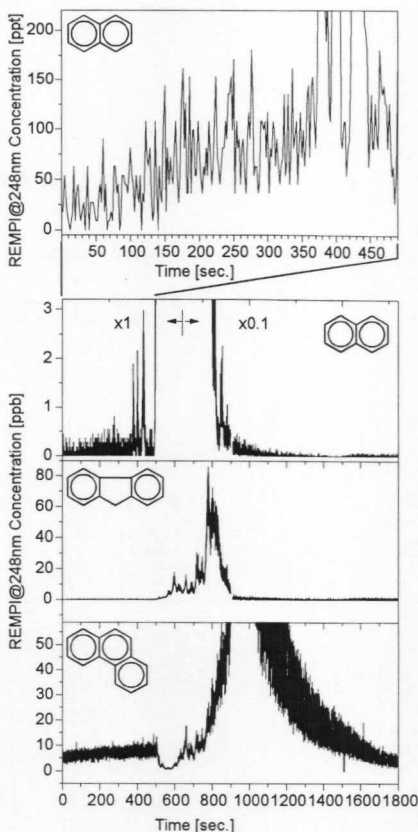 REMPI@248nm Concentration [ppt]
200
150
100
50
0
50 100 150 200 250 300 350 400 450
Time [sec.]
REMPI@248nm Concentration [ppb]
x1
x0.1
3
2
1
0
80
60
40
20
0
50
40
30
20
10
0
0 200 400 600 800 1000 1200 1400 1600 1800
Time [sec.]